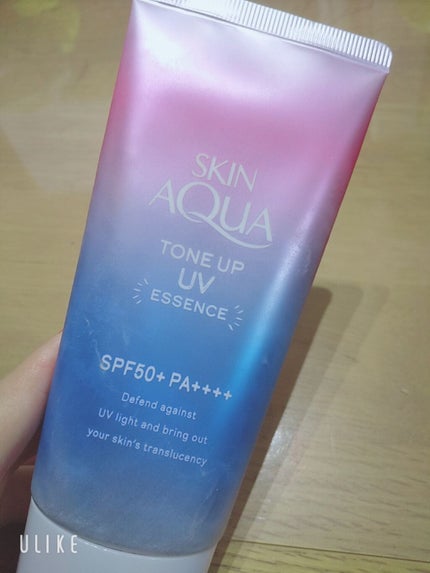 SKIN
AQUA
TONE UP
UV
ESSENCE
SPF50+ PA++++
Defend against
UV light and bring out
your skin's translucency
ULIKE